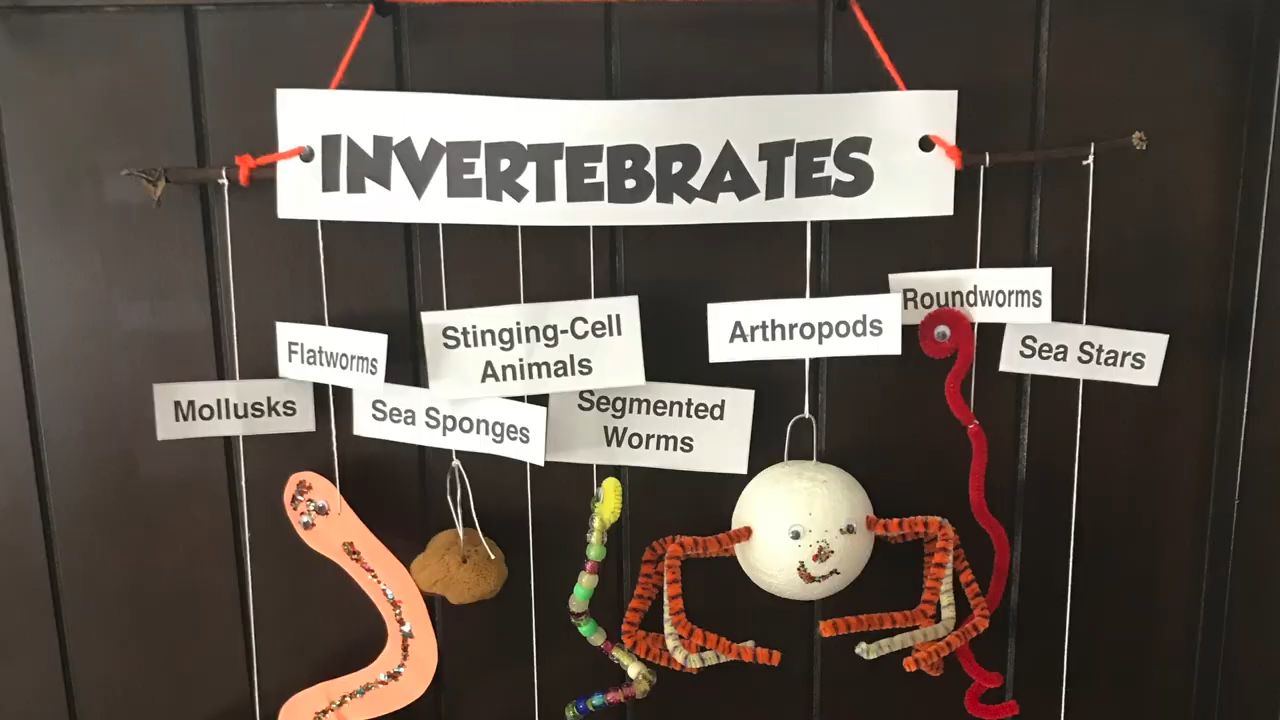 INVERTEBRATES
Mollusks
Flatworms
Sea Sponges
Stinging-Cell
Animals
Segmented
Worms
Arthropods
Roundworms
Sea Stars